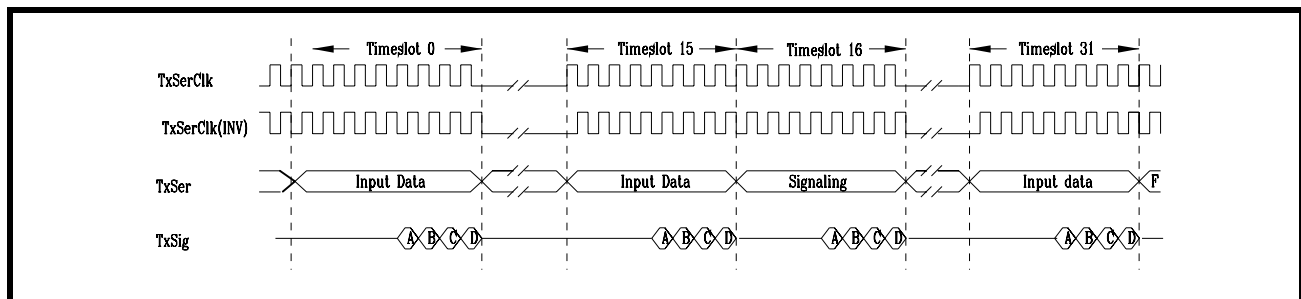 Timeslot 0 Timeslot 15 Timeslot 16 Timeslot 31
TxSerClk
TxSerClk(INV)
TxSer Input Data Input Data Signaling Input data F
TxSig A B C D A B C D A B C D A B C D